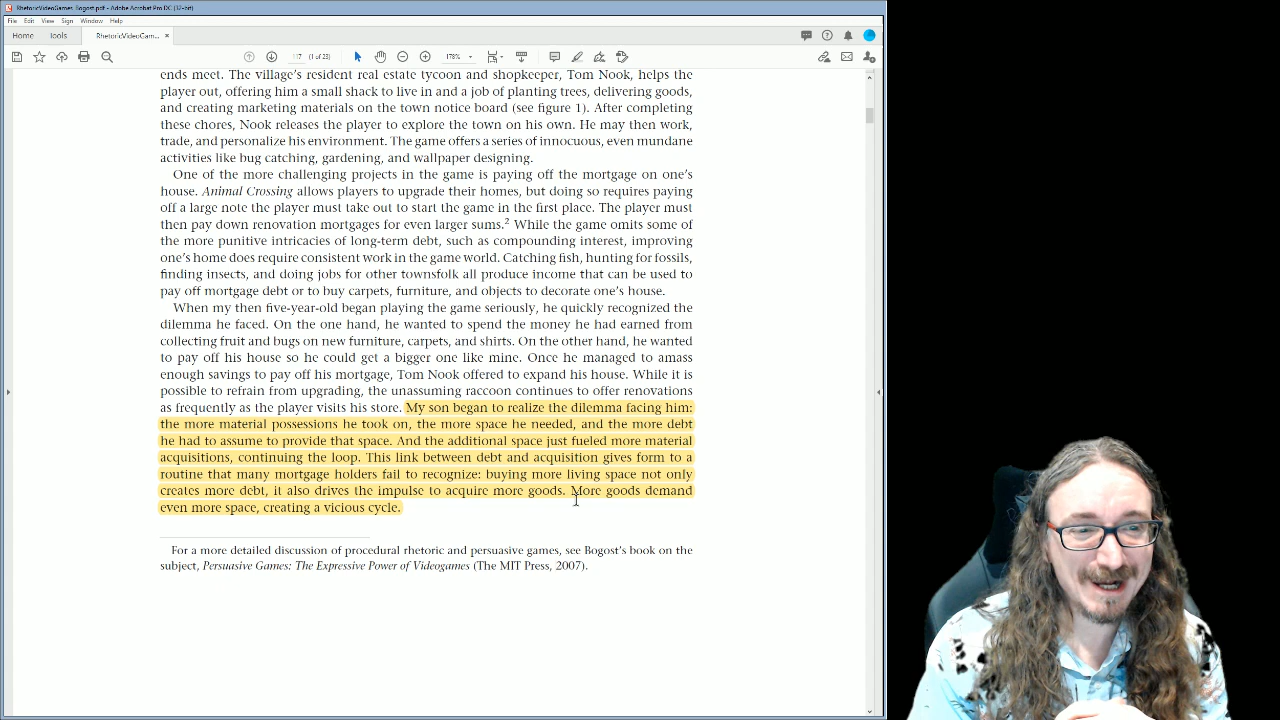 RhetoricVideoGames. Bogost.pdf - Adobe Acrobat Pro DC (32-bit)
File Edit View Sign Window Help
Home Tools RhetoricVideoGam... ×
117 (1 of 23) 178%
ends meet. The village's resident real estate tycoon and shopkeeper, Tom Nook, helps the
player out, offering him a small shack to live in and a job of planting trees, delivering goods,
and creating marketing materials on the town notice board (see figure 1). After completing
these chores, Nook releases the player to explore the town on his own. He may then work,
trade, and personalize his environment. The game offers a series of innocuous, even mundane
activities like bug catching, gardening, and wallpaper designing.
One of the more challenging projects in the game is paying off the mortgage on one's
house. Animal Crossing allows players to upgrade their homes, but doing so requires paying
off a large note the player must take out to start the game in the first place. The player must
then pay down renovation mortgages for even larger sums.2 While the game omits some of
the more punitive intricacies of long-term debt, such as compounding interest, improving
one's home does require consistent work in the game world. Catching fish, hunting for fossils,
finding insects, and doing jobs for other townsfolk all produce income that can be used to
pay off mortgage debt or to buy carpets, furniture, and objects to decorate one's house.
When my then five-year-old began playing the game seriously, he quickly recognized the
dilemma he faced. On the one hand, he wanted to spend the money he had earned from
collecting fruit and bugs on new furniture, carpets, and shirts. On the other hand, he wanted
to pay off his house so he could get a bigger one like mine. Once he managed to amass
enough savings to pay off his mortgage, Tom Nook offered to expand his house. While it is
possible to refrain from upgrading, the unassuming raccoon continues to offer renovations
as frequently as the player visits his store. My son began to realize the dilemma facing him:
the more material possessions he took on, the more space he needed, and the more debt
he had to assume to provide that space. And the additional space just fueled more material
acquisitions, continuing the loop. This link between debt and acquisition gives form to a
routine that many mortgage holders fail to recognize: buying more living space not only
creates more debt, it also drives the impulse to acquire more goods. More goods demand
even more space, creating a vicious cycle.
For a more detailed discussion of procedural rhetoric and persuasive games, see Bogost's book on the
subject, Persuasive Games: The Expressive Power of Videogames (The MIT Press, 2007).